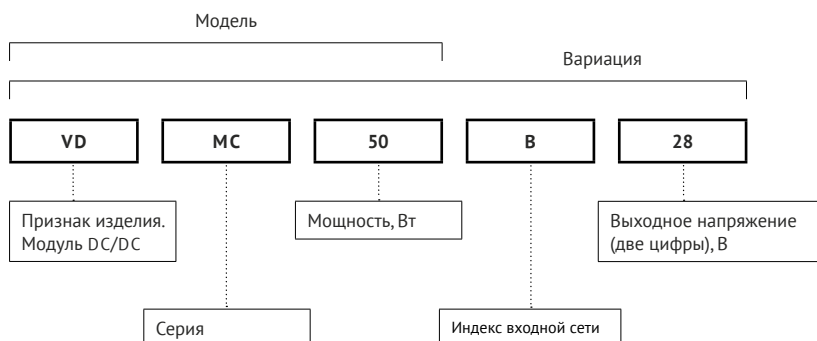 Модель
Вариация
VD MC 50 В 28
Признак изделия.
Модуль DC/DC
Мощность, Вт
Выходное напряжение
(две цифры), В
Серия
Индекс входной сети